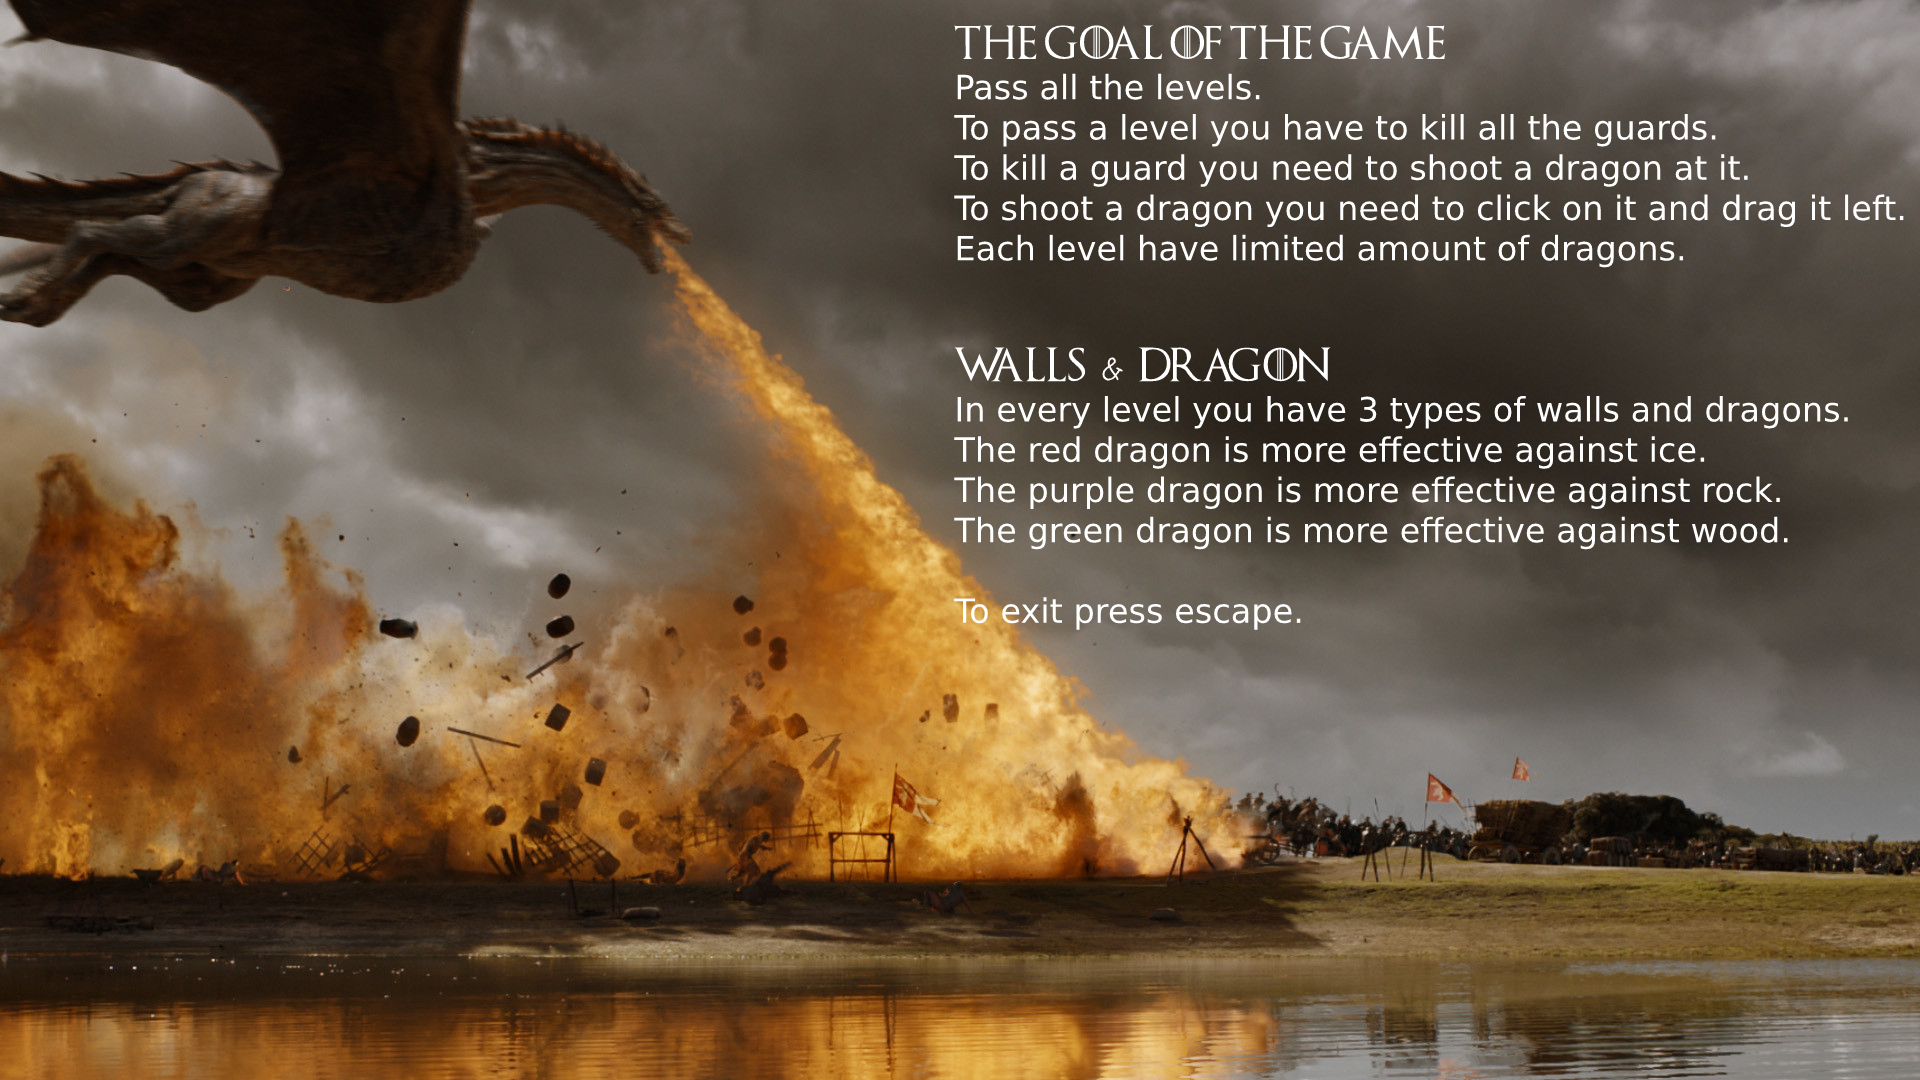 THE GOAL OF THE GAME
Pass all the levels.
To pass a level you have to kill all the guards.
To kill a guard you need to shoot a dragon at it.
To shoot a dragon you need to click on it and drag it left.
Each level have limited amount of dragons.
WALLS & DRAGON
In every level you have 3 types of walls and dragons.
The red dragon is more effective against ice.
The purple dragon is more effective against rock.
The green dragon is more effective against wood.
To exit press escape.